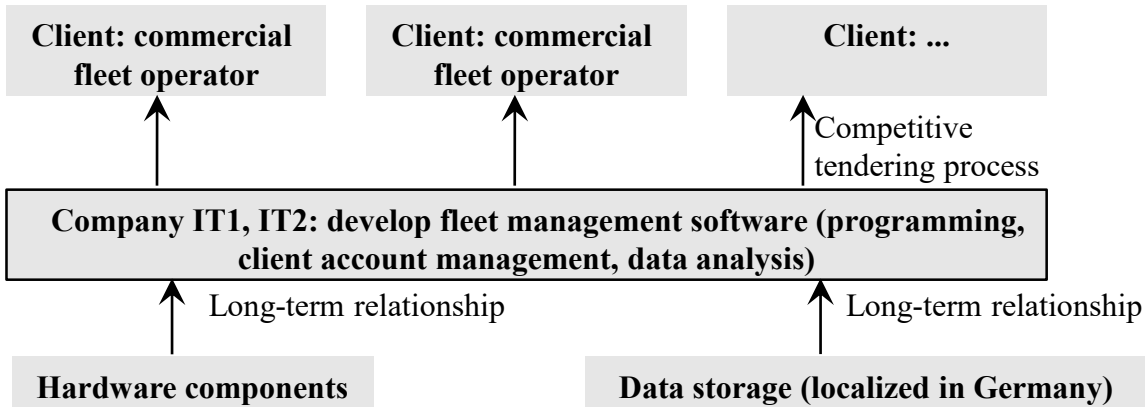 Client: commercial
fleet operator
Client: commercial
fleet operator
Client: ...
Competitive
tendering process
Company IT1, IT2: develop fleet management software (programming,
client account management, data analysis)
Long-term relationship
Long-term relationship
Hardware components
Data storage (localized in Germany)